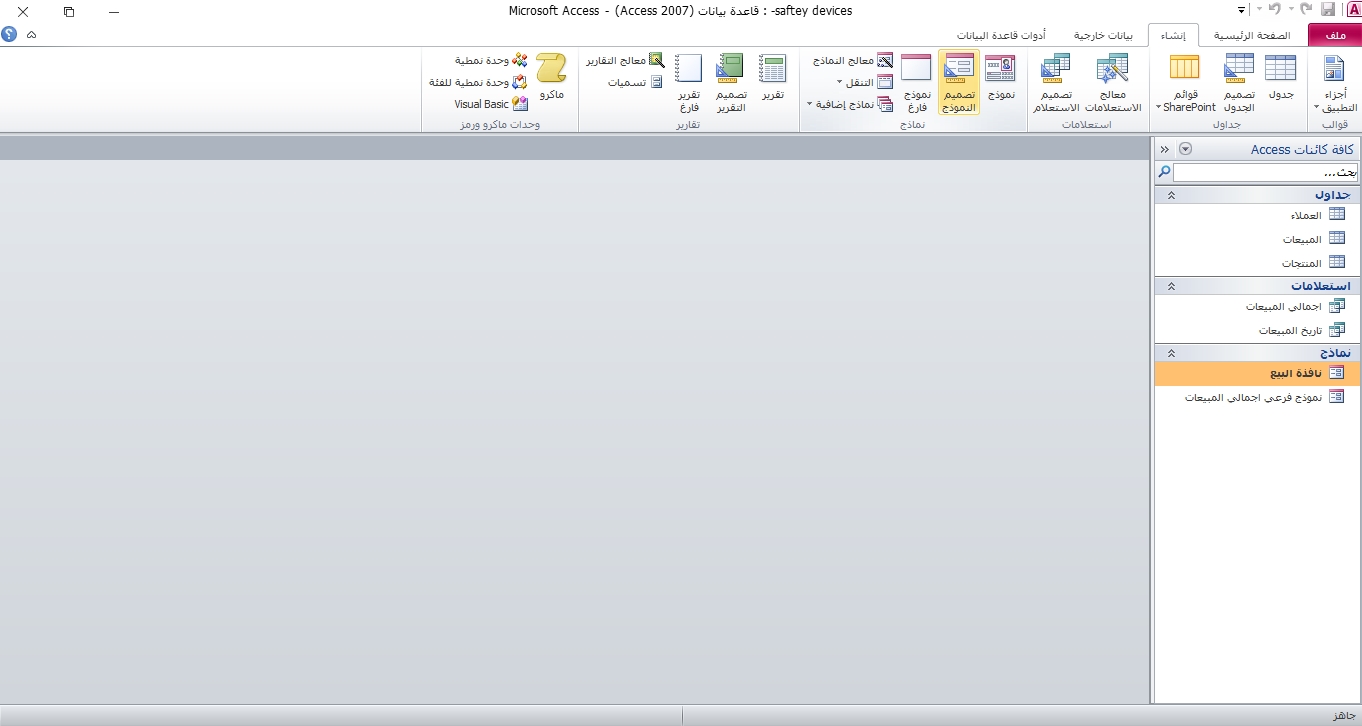 saftey devices- : قاعدة بيانات (Access 2007) - Microsoft Access
ملف
الصفحة الرئيسية
إنشاء
بيانات خارجية
أدوات قاعدة البيانات
أجزاء
التطبيق
قوالب
جدول
تصميم
الجدول
قوائم
SharePoint
جداول
معالج
الاستعلامات
تصميم
الاستعلام
استعلامات
نموذج
تصميم
النموذج
نموذج
فارغ
معالج النماذج
التنقل
نماذج إضافية
نماذج
تقرير
تصميم
التقرير
تقرير
فارغ
معالج التقارير
تسميات
تقارير
ماكرو
وحدة نمطية
وحدة نمطية للفئة
Visual Basic
وحدات ماكرو ورمز
كافة كائنات Access
بحث...
جداول
العملاء
المبيعات
المنتجات
استعلامات
اجمالي المبيعات
تاريخ المبيعات
نماذج
نافذة البيع
نموذج فرعي اجمالي المبيعات
جاهز